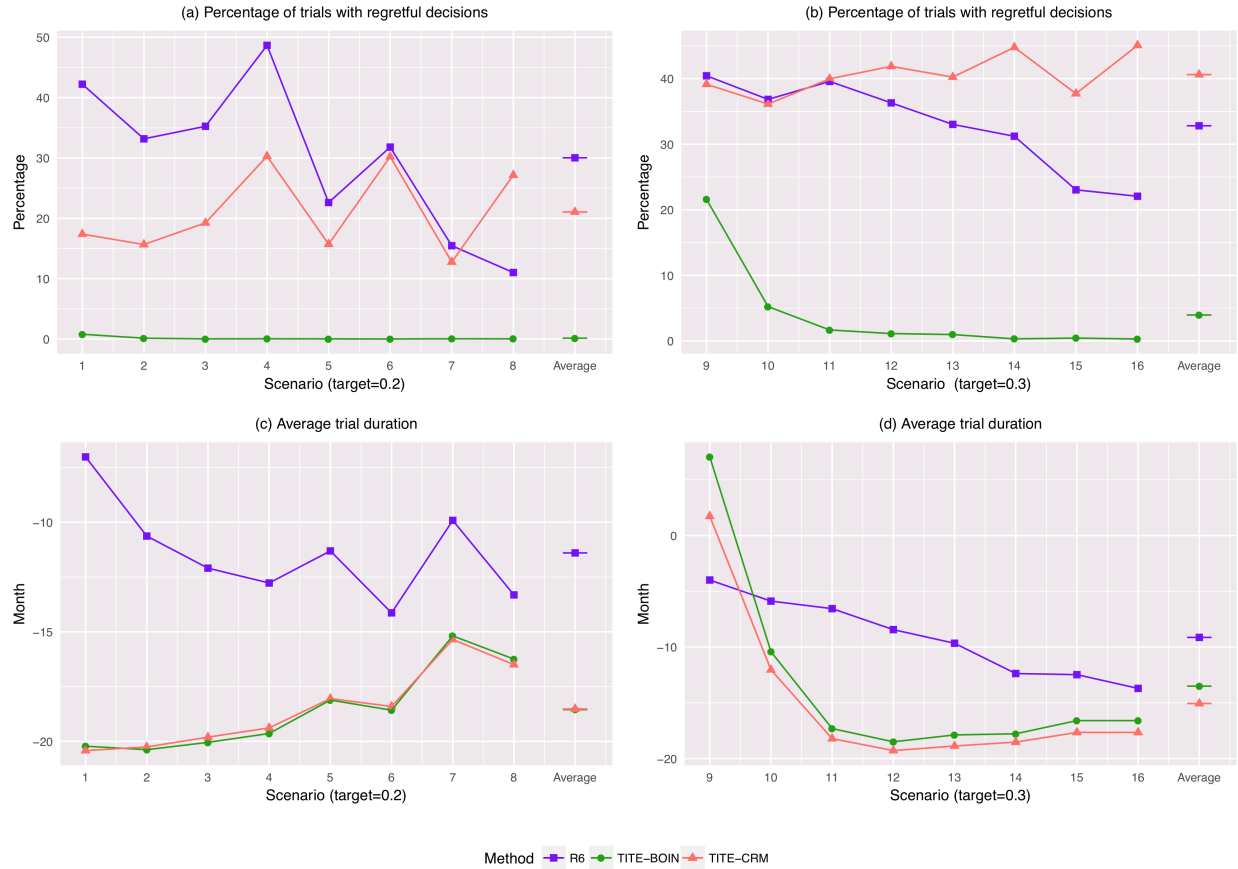 (a) Percentage of trials with regretful decisions
50
40
30
20
10
0
Percentage
1 2 3 4 5 6 7 8 Average
Scenario (target=0.2)
(b) Percentage of trials with regretful decisions
40
30
20
10
0
Percentage
9 10 11 12 13 14 15 16 Average
Scenario (target=0.3)
(c) Average trial duration
−10
−15
−20
Month
1 2 3 4 5 6 7 8 Average
Scenario (target=0.2)
(d) Average trial duration
0
−10
−20
Month
9 10 11 12 13 14 15 16 Average
Scenario (target=0.3)
Method R6 TITE−BOIN TITE−CRM